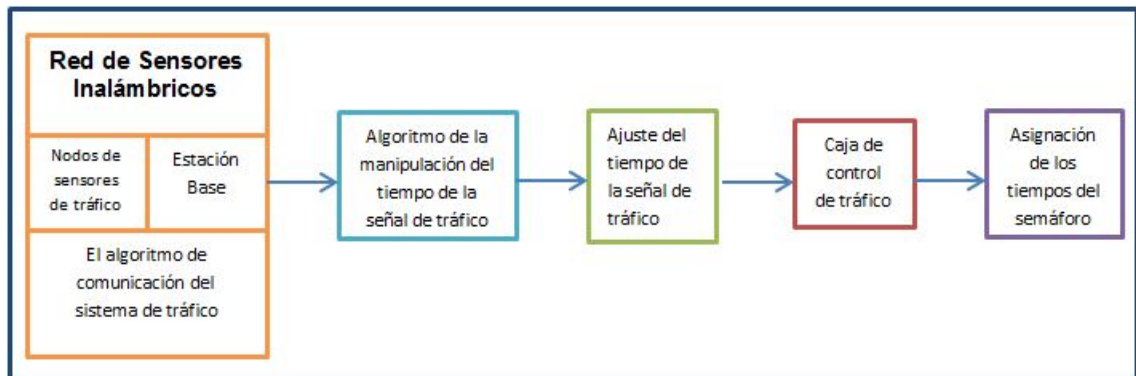 Red de Sensores
Inalámbricos
Nodos de
sensores
de tráfico
Estación
Base
El algoritmo de
comunicación del
sistema de tráfico
Algoritmo de la
manipulación del
tiempo de la
señal de tráfico
Ajuste del
tiempo de
la señal de
tráfico
Caja de
control
de tráfico
Asignación
de los
tiempos del
semáforo